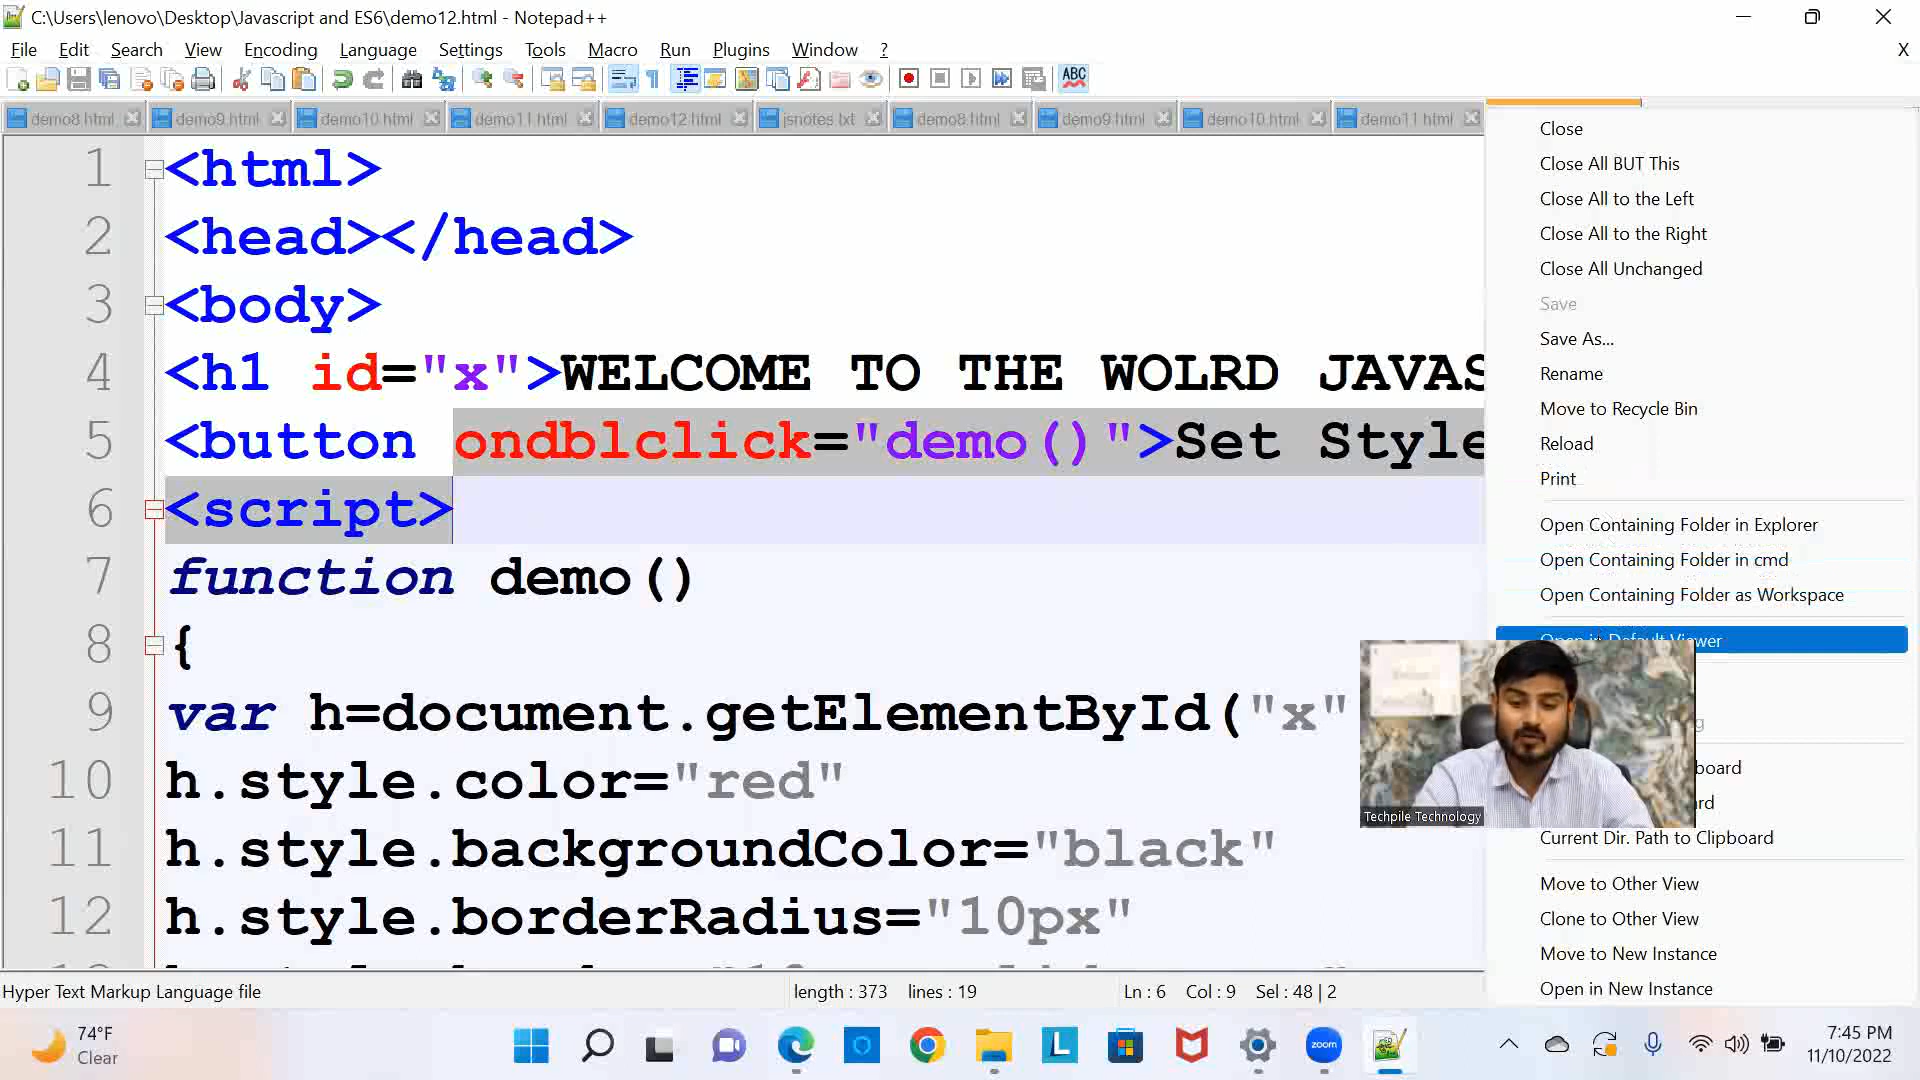 C:\Users\lenovo\Desktop\Javascript and ES6\demo12.html - Notepad++
File Edit Search View Encoding Language Settings Tools Macro Run Plugins Window ?
X
ABC
demo8.html demo9.html demo10.html demo11.html demo12.html jsnotes.txt demo8.html demo9.html demo10.html demo11.html
1 <html>
2 <head></head>
3 <body>
4 <h1 id="x">WELCOME TO THE WOLRD JAVAS
5 <button ondblclick="demo()">Set Style
6 <script>
7 function demo()
8 {
9 var h=document.getElementById("x"
10 h.style.color="red"
11 h.style.backgroundColor="black"
12 h.style.borderRadius="10px"
Close
Close All BUT This
Close All to the Left
Close All to the Right
Close All Unchanged
Save
Save As...
Rename
Move to Recycle Bin
Reload
Print
Open Containing Folder in Explorer
Open Containing Folder in cmd
Open Containing Folder as Workspace
Open in Default Viewer
board
rd
Current Dir. Path to Clipboard
Move to Other View
Clone to Other View
Move to New Instance
Open in New Instance
Techpile Technology
Hyper Text Markup Language file length : 373 lines : 19 Ln : 6 Col : 9 Sel : 48 | 2
74°F
Clear
L
zoom
7:45 PM
11/10/2022